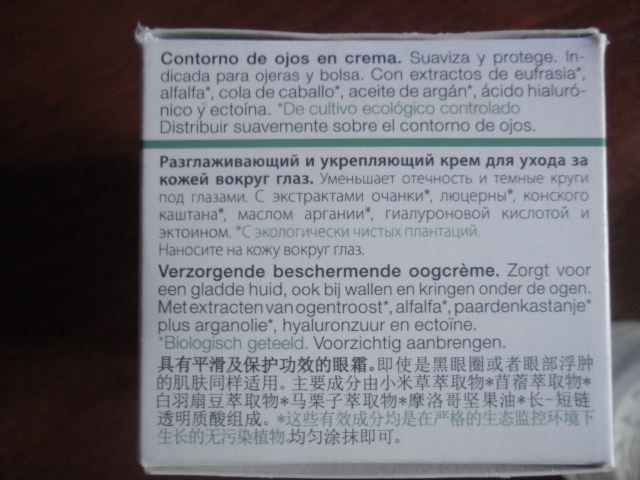 Contorno de ojos en crema. Suaviza y protege. In-
dicada para ojeras y bolsa. Con extractos de eufrasia*,
alfalfa*, cola de caballo*, aceite de argán*, ácido hialuró-
nico y ectoína. *De cultivo ecológico controlado
Distribuir suavemente sobre el contorno de ojos.
Разглаживающий и укрепляющий крем для ухода за
кожей вокруг глаз. Уменьшает отечность и темные круги
под глазами. С экстрактами очанки*, люцерны*, конского
каштана*, маслом аргании*, гиалуроновой кислотой и
эктоином. *С экологически чистых плантаций.
Наносите на кожу вокруг глаз.
Verzorgende beschermende oogcrème. Zorgt voor
een gladde huid, ook bij wallen en kringen onder de ogen.
Met extracten van ogentroost*, alfalfa*, paardenkastanje*
plus arganolie*, hyaluronzuur en ectoïne.
*Biologisch geteeld. Voorzichtig aanbrengen.
具有平滑及保护功效的眼霜。即使是黑眼圈或者眼部浮肿
的肌肤同样适用。主要成分由小米草萃取物*苜蓿萃取物*
白羽扇豆萃取物*马栗子萃取物*摩洛哥坚果油*长-短链
透明质酸组成。*这些有效成分均是在严格的生态监控环境下
生长的无污染植物.均匀涂抹即可。